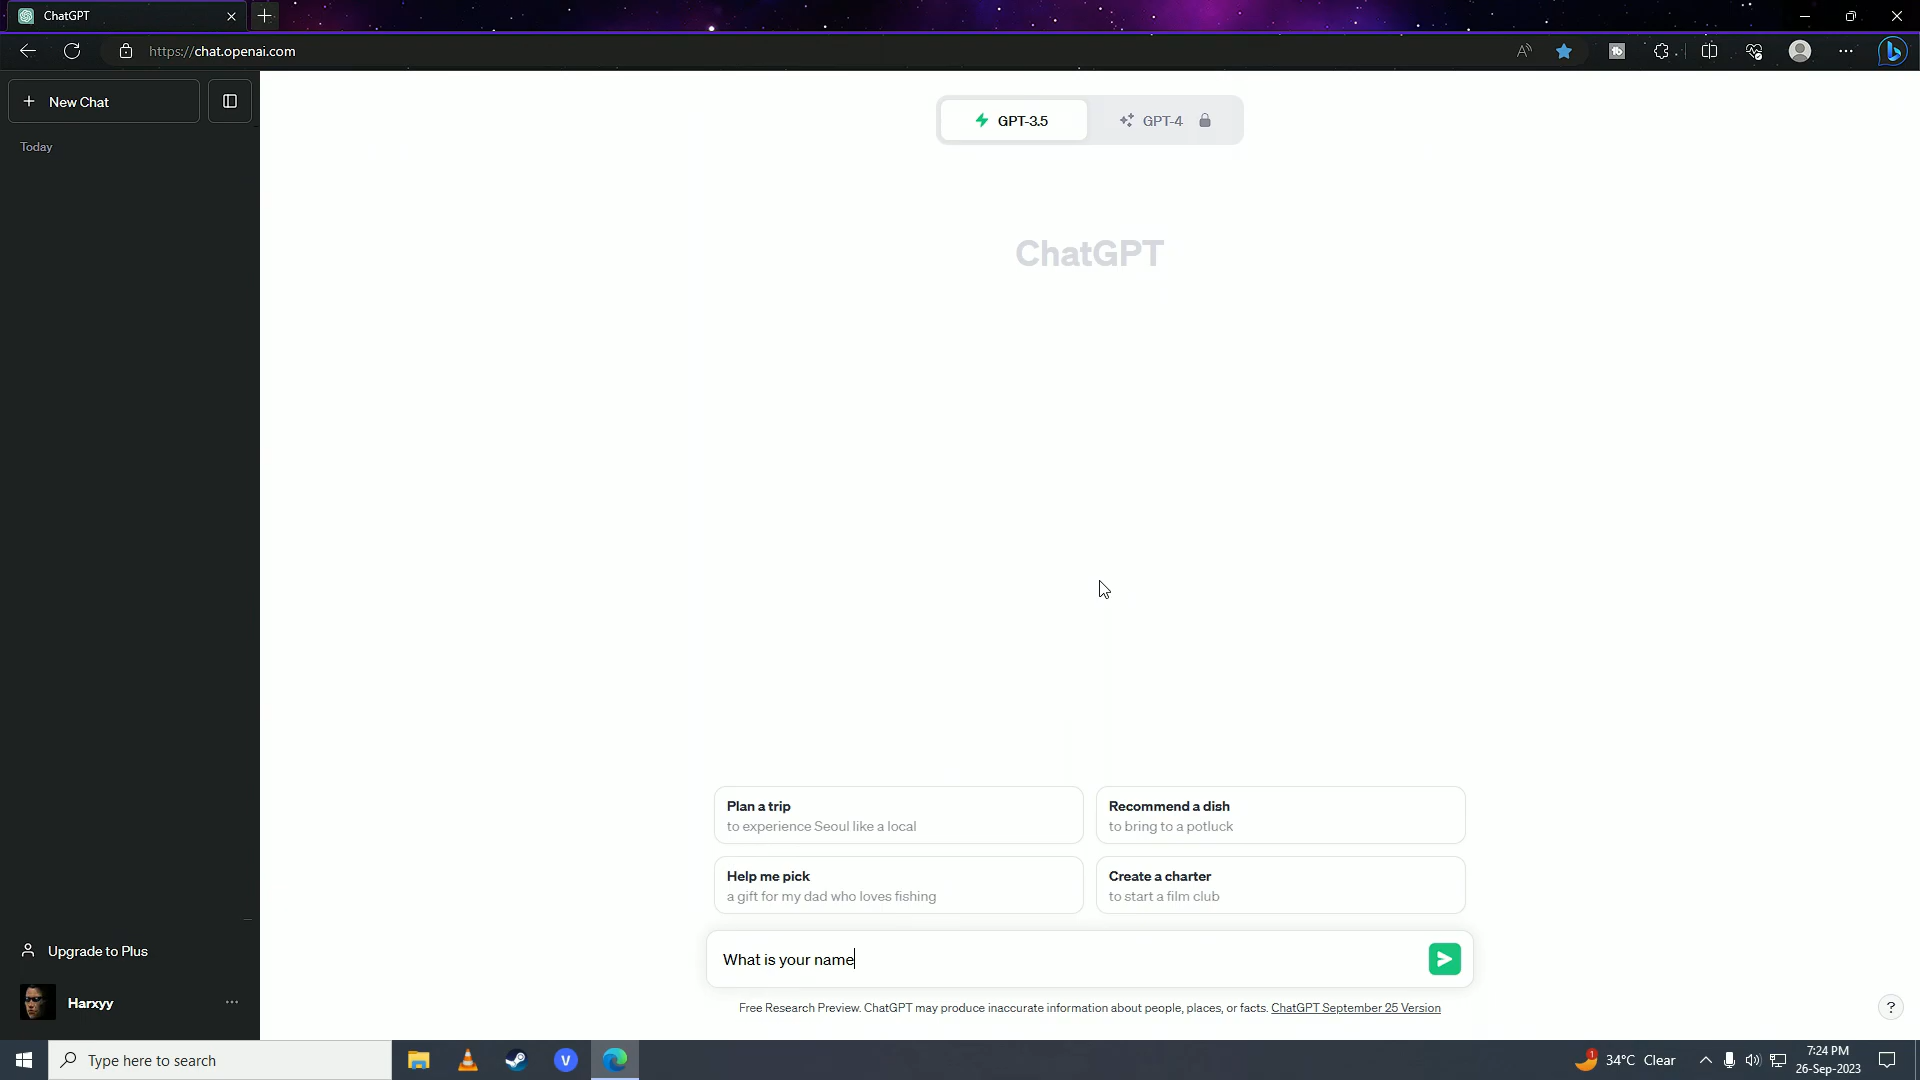 ChatGPT
https://chat.openai.com
New Chat
Today
GPT-3.5
GPT-4
ChatGPT
Plan a trip
to experience Seoul like a local
Recommend a dish
to bring to a potluck
Help me pick
a gift for my dad who loves fishing
Create a charter
to start a film club
What is your name
Free Research Preview. ChatGPT may produce inaccurate information about people, places, or facts. ChatGPT September 25 Version
?
Upgrade to Plus
Harxyy
Type here to search
V
1
34°C Clear
7:24 PM
26-Sep-2023